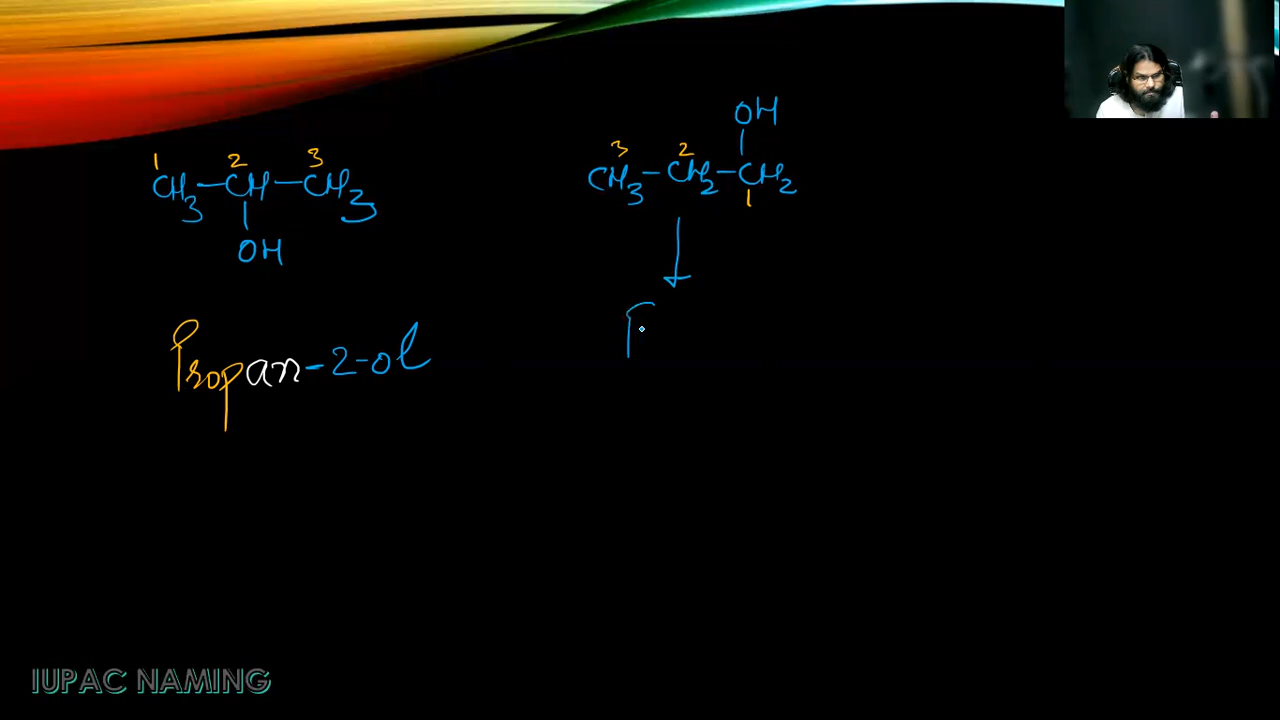 OH
1 2 3
CH3-CH-CH3
OH
3 2
CH3-CH2-CH2
1
Propan-2-ol
P
IUPAC NAMING